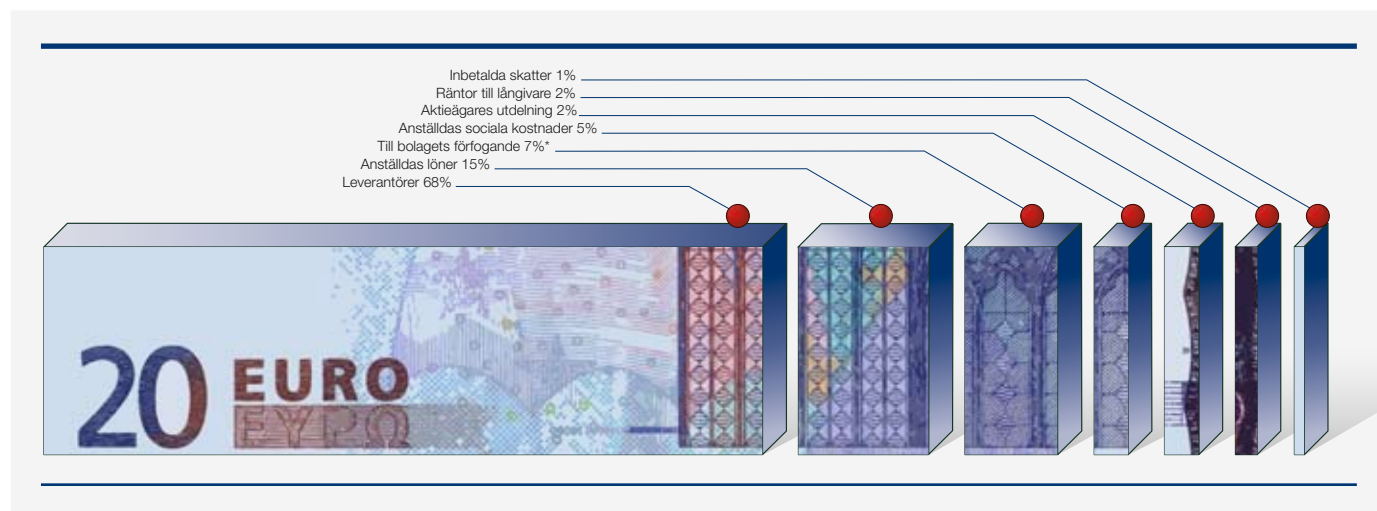 Inbetalda skatter 1%
Räntor till långivare 2%
Aktieägares utdelning 2%
Anställdas sociala kostnader 5%
Till bolagets förfogande 7%*
Anställdas löner 15%
Leverantörer 68%
20 EURO
ΕΥΡΩ